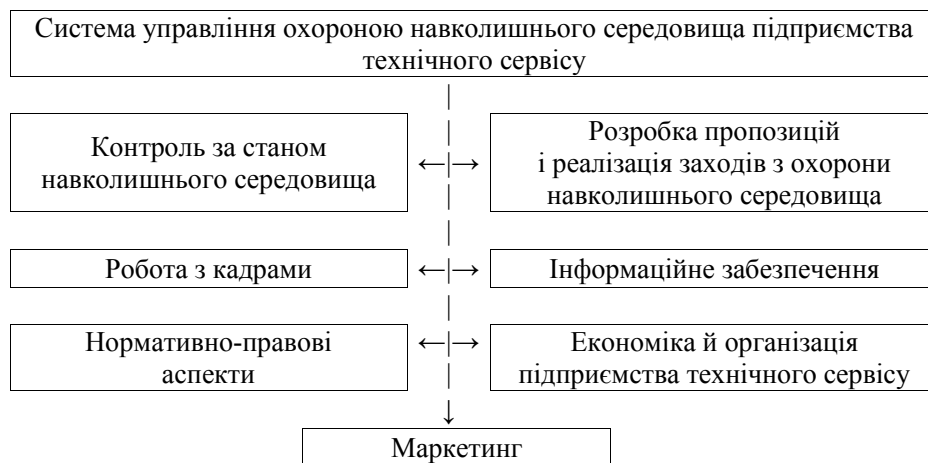 Система управління охороною навколишнього середовища підприємства
технічного сервісу
Контроль за станом
навколишнього середовища
Розробка пропозицій
і реалізація заходів з охорони
навколишнього середовища
Робота з кадрами
Інформаційне забезпечення
Нормативно-правові
аспекти
Економіка й організація
підприємства технічного сервісу
Маркетинг